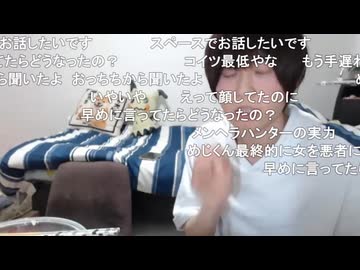 お話したいです　スペースでお話したいです
てたらどうなったの？　コイツ最低やな　もう手遅れ
ら聞いたよ　おっちちから聞いたよ
いやいや　えって顔してたのに
早めに言ってたらどうなったの？
メンヘラハンターの実力
めじくん最終的に女を悪者に
早めに言ってた